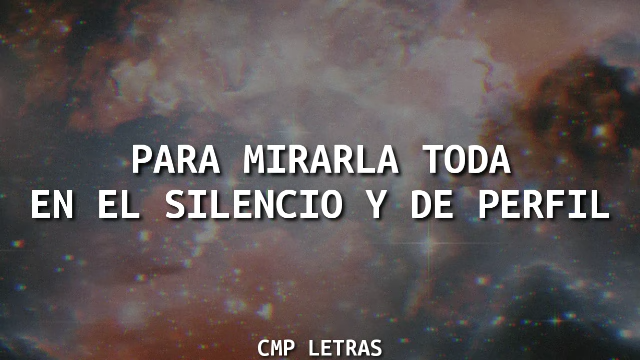 PARA MIRARLA TODA
EN EL SILENCIO Y DE PERFIL
CMP LETRAS